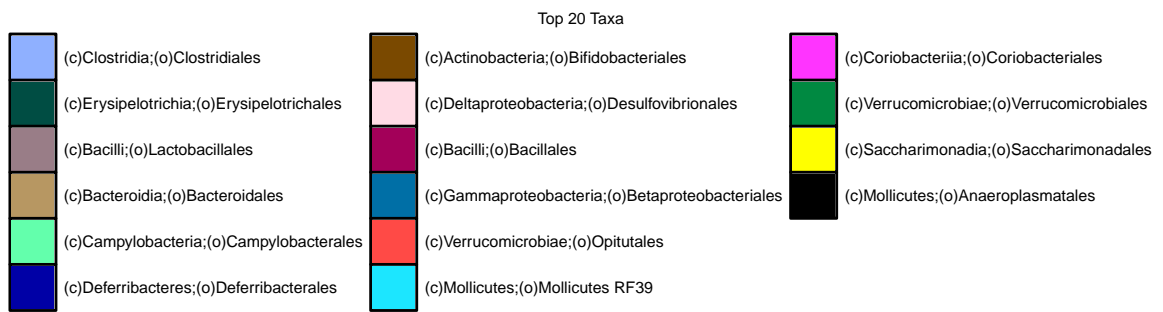 Top 20 Taxa
(c)Clostridia;(o)Clostridiales
(c)Erysipelotrichia;(o)Erysipelotrichales
(c)Bacilli;(o)Lactobacillales
(c)Bacteroidia;(o)Bacteroidales
(c)Campylobacteria;(o)Campylobacterales
(c)Deferribacteres;(o)Deferribacterales
(c)Actinobacteria;(o)Bifidobacteriales
(c)Deltaproteobacteria;(o)Desulfovibrionales
(c)Bacilli;(o)Bacillales
(c)Gammaproteobacteria;(o)Betaproteobacteriales
(c)Verrucomicrobiae;(o)Opitutales
(c)Mollicutes;(o)Mollicutes RF39
(c)Coriobacteriia;(o)Coriobacteriales
(c)Verrucomicrobiae;(o)Verrucomicrobiales
(c)Saccharimonadia;(o)Saccharimonadales
(c)Mollicutes;(o)Anaeroplasmatales